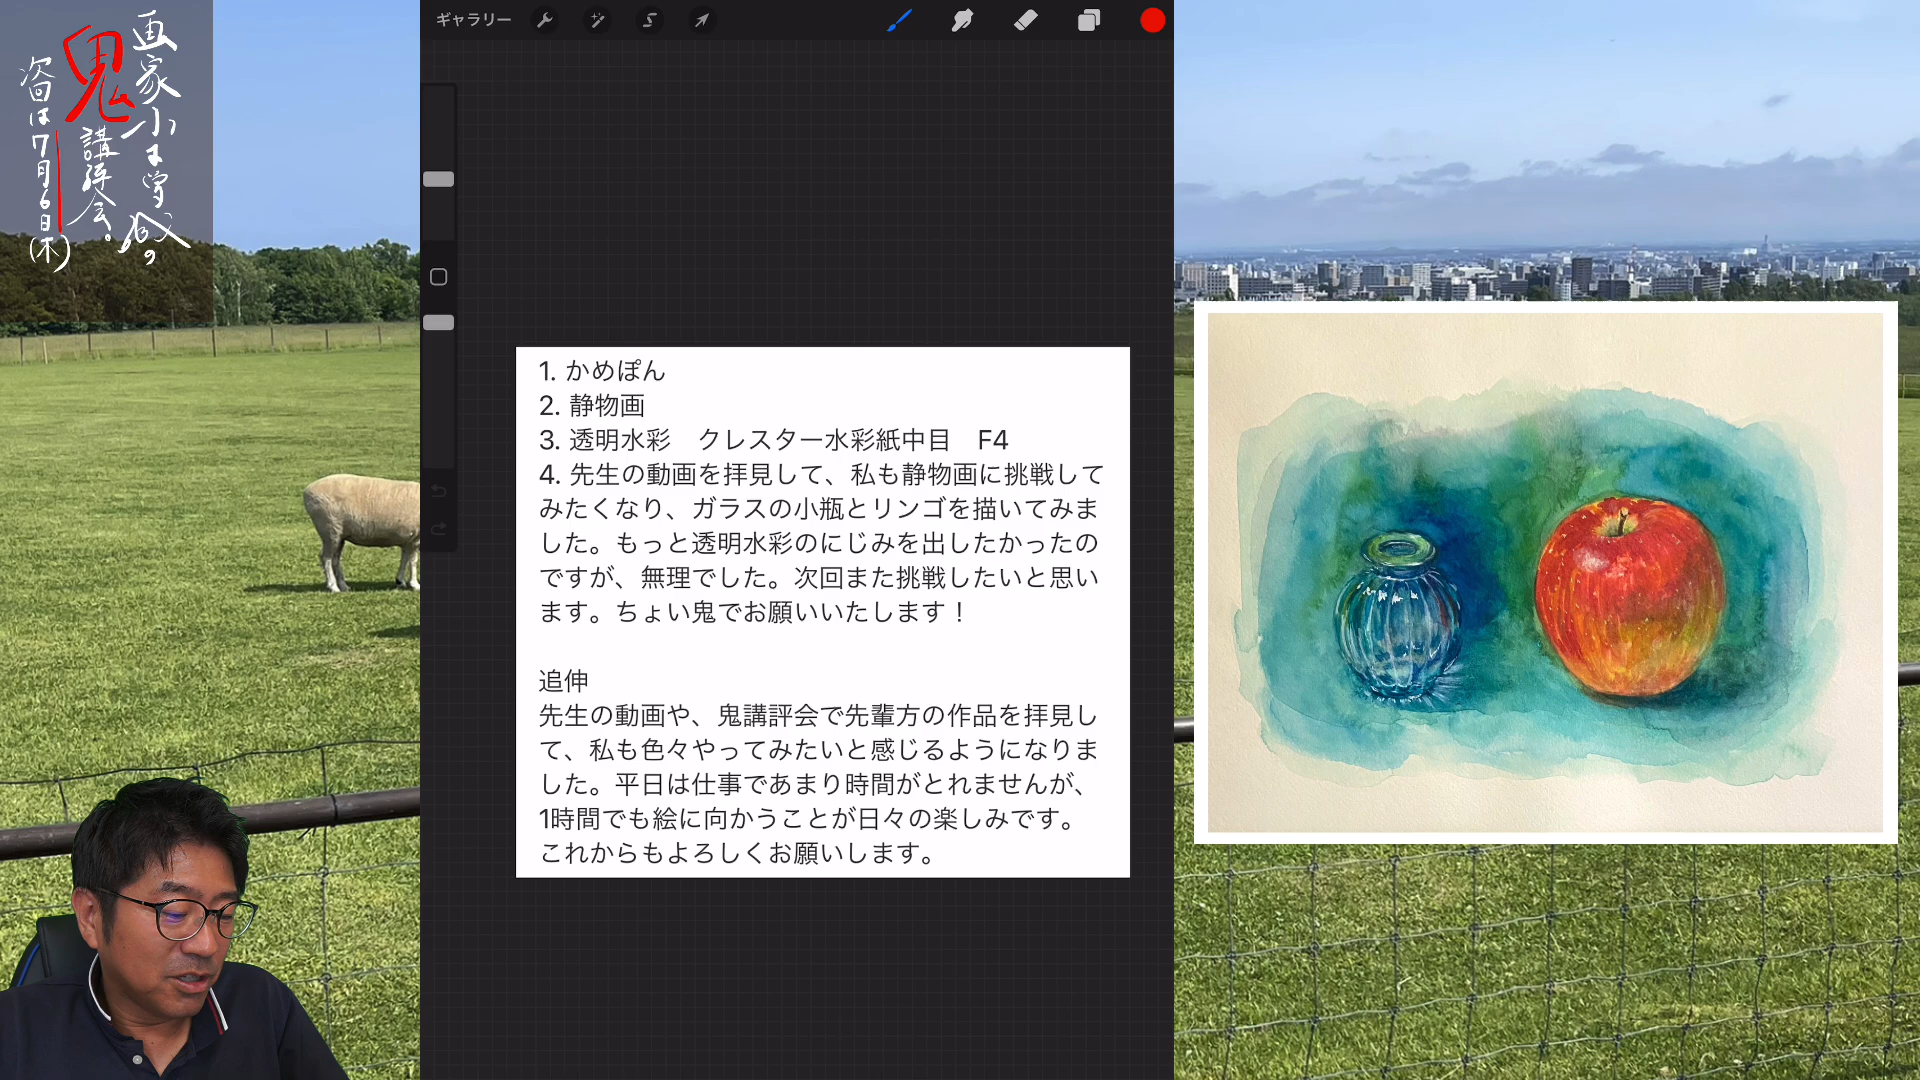 画家小木曽誠の
鬼講評会。
次回は7月6日(木)
ギャラリー
1. かめぽん
2. 静物画
3. 透明水彩　クレスター水彩紙中目　F4
4. 先生の動画を拝見して、私も静物画に挑戦して
みたくなり、ガラスの小瓶とリンゴを描いてみま
した。もっと透明水彩のにじみを出したかったの
ですが、無理でした。次回また挑戦したいと思い
ます。ちょい鬼でお願いいたします！
追伸
先生の動画や、鬼講評会で先輩方の作品を拝見し
て、私も色々やってみたいと感じるようになりま
した。平日は仕事であまり時間がとれませんが、
1時間でも絵に向かうことが日々の楽しみです。
これからもよろしくお願いします。